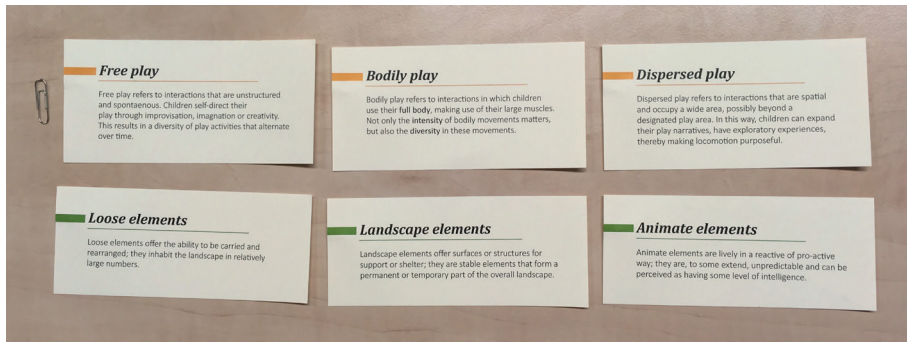 Free play
Free play refers to interactions that are unstructured
and spontaenous. Children self-direct their
play through improvisation, imagination or creativity.
This results in a diversity of play activities that alternate
over time.
Bodily play
Bodily play refers to interactions in which children
use their full body, making use of their large muscles.
Not only the intensity of bodily movements matters,
but also the diversity in these movements.
Dispersed play
Dispersed play refers to interactions that are spatial
and occupy a wide area, possibly beyond a
designated play area. In this way, children can expand
their play narratives, have exploratory experiences,
thereby making locomotion purposeful.
Loose elements
Loose elements offer the ability to be carried and
rearranged; they inhabit the landscape in relatively
large numbers.
Landscape elements
Landscape elements offer surfaces or structures for
support or shelter; they are stable elements that form a
permanent or temporary part of the overall landscape.
Animate elements
Animate elements are lively in a reactive of pro-active
way; they are, to some extend, unpredictable and can be
perceived as having some level of intelligence.